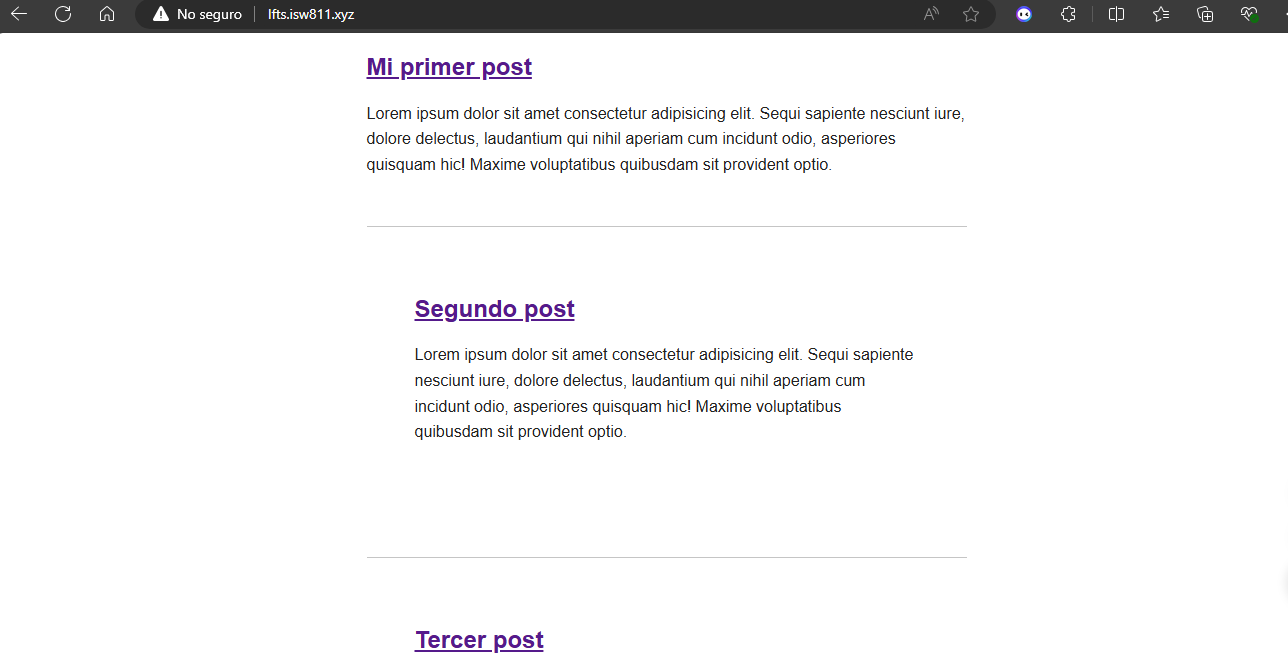 No seguro lfts.isw811.xyz
Mi primer post
Lorem ipsum dolor sit amet consectetur adipisicing elit. Sequi sapiente nesciunt iure,
dolore delectus, laudantium qui nihil aperiam cum incidunt odio, asperiores
quisquam hic! Maxime voluptatibus quibusdam sit provident optio.
Segundo post
Lorem ipsum dolor sit amet consectetur adipisicing elit. Sequi sapiente
nesciunt iure, dolore delectus, laudantium qui nihil aperiam cum
incidunt odio, asperiores quisquam hic! Maxime voluptatibus
quibusdam sit provident optio.
Tercer post